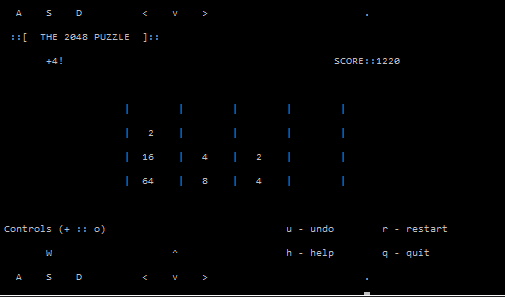 A S D < v > .
::[ THE 2048 PUZZLE ]::
+4! SCORE::1220
| | | | |
| 2 | | | |
| 16 | 4 | 2 | |
| 64 | 8 | 4 | |
Controls (+ :: o) u - undo r - restart
W ^ h - help q - quit
A S D < v > .